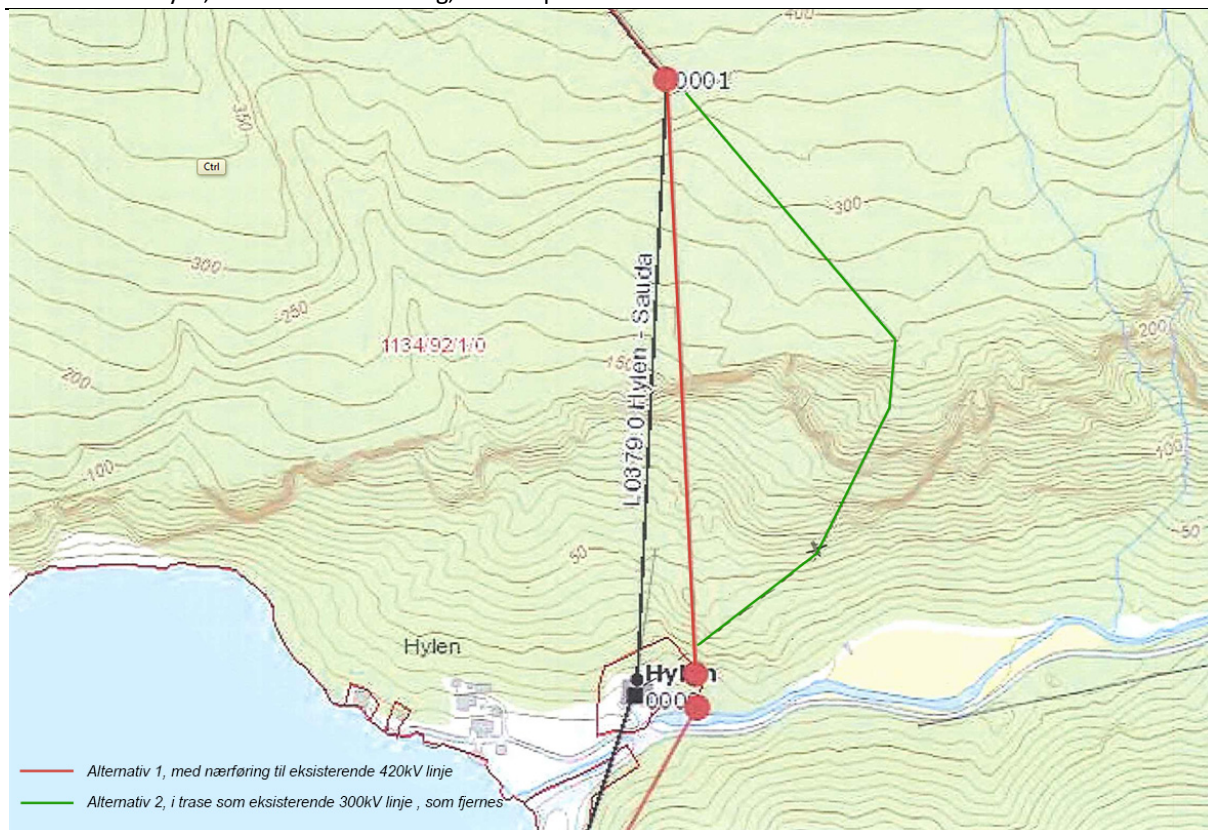 400
0001
350
Ctrl
300
300
L0379.0 Hylen - Sauda
250
1134/92/1/0
200
150
200
100
100
50
50
Hylen
Hylen
Alternativ 1, med nærføring til eksisterende 420kV linje
Alternativ 2, i trase som eksisterende 300kV linje , som fjernes